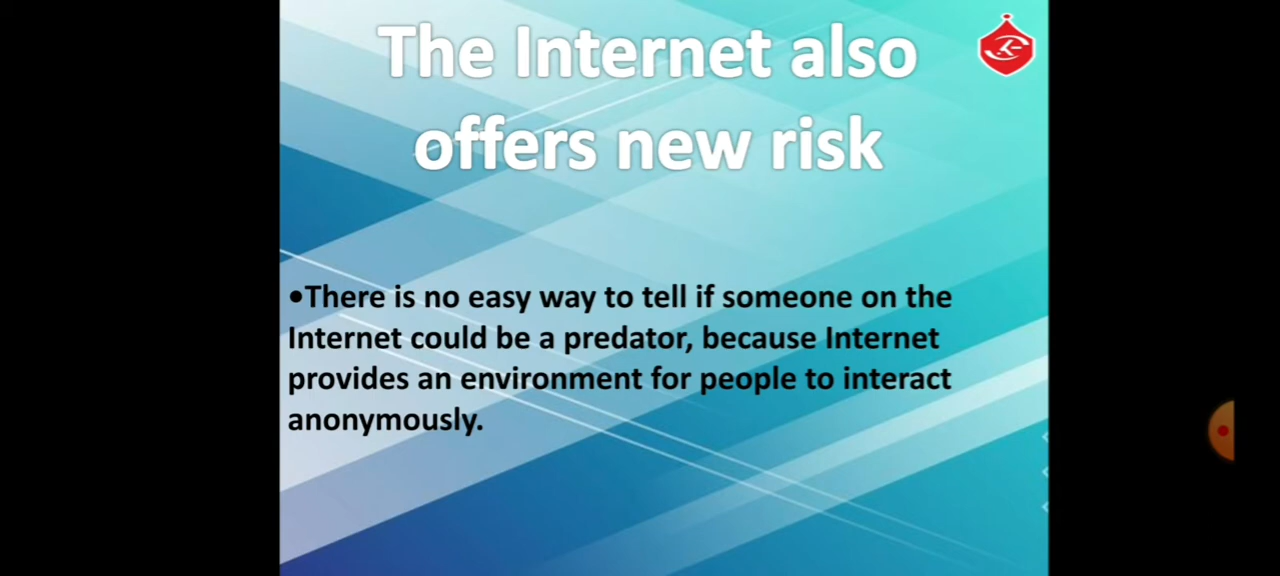 The Internet also
offers new risk
•There is no easy way to tell if someone on the
Internet could be a predator, because Internet
provides an environment for people to interact
anonymously.